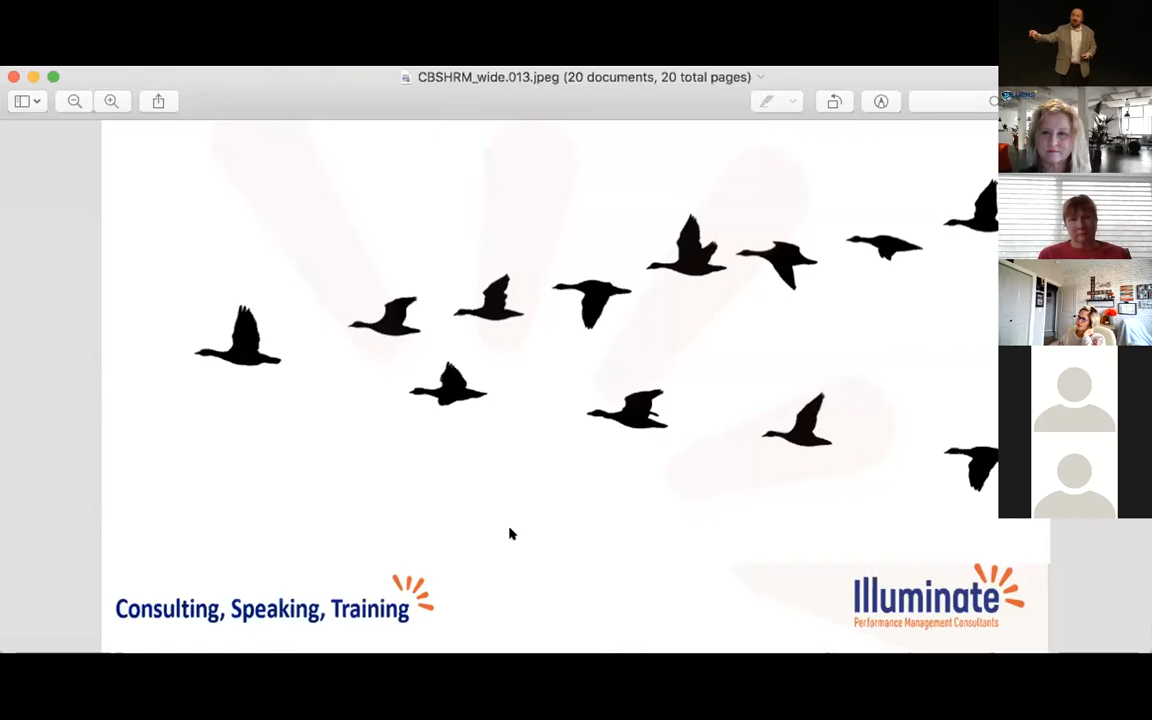 CBSHRM_wide.013.jpeg (20 documents, 20 total pages)
Consulting, Speaking, Training
Illuminate
Performance Management Consultants